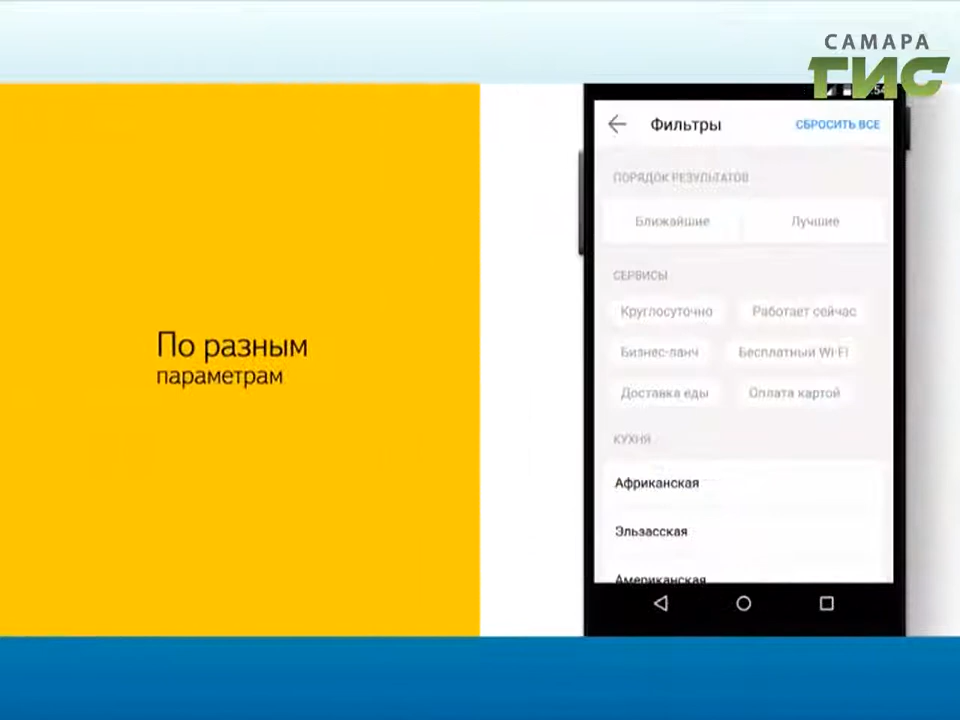 САМАРА
ГИС
По разным
параметрам
Фильтры
СБРОСИТЬ ВСЕ
ПОРЯДОК РЕЗУЛЬТАТОВ
Ближайшие
Лучшие
СЕРВИСЫ
Круглосуточно
Работает сейчас
Бизнес-ланч
Бесплатный Wi-Fi
Доставка еды
Оплата картой
КУХНЯ
Африканская
Эльзасская
Американская